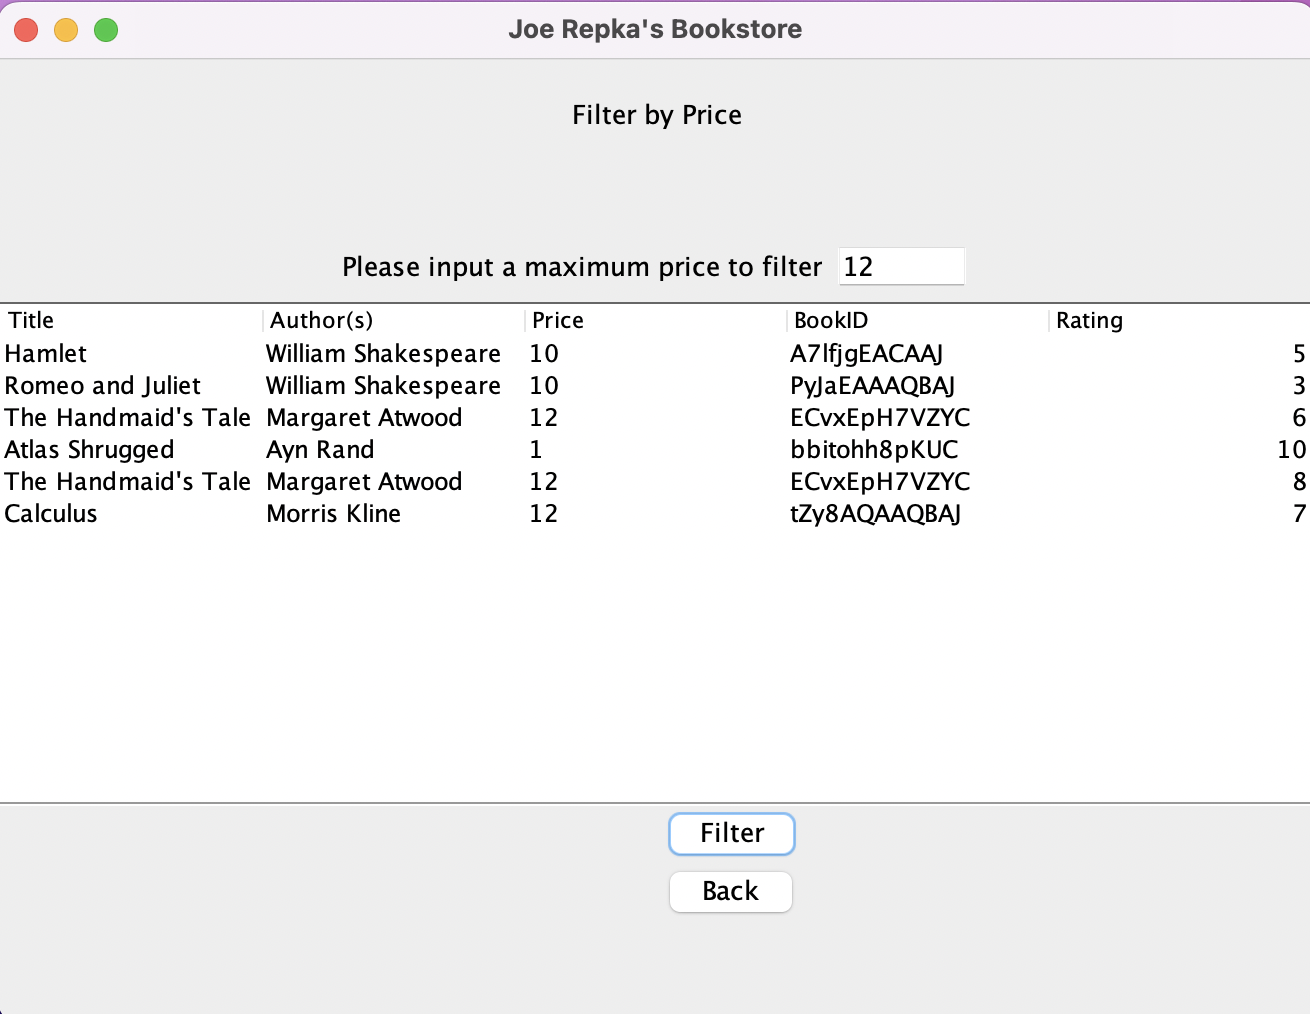 Joe Repka's Bookstore
Filter by Price
Please input a maximum price to filter 12
Title Author(s) Price BookID Rating
Hamlet William Shakespeare 10 A7lfjgEACAAJ 5
Romeo and Juliet William Shakespeare 10 PyJaEAAAQBAJ 3
The Handmaid's Tale Margaret Atwood 12 ECvxEpH7VZYC 6
Atlas Shrugged Ayn Rand 1 bbitohh8pKUC 10
The Handmaid's Tale Margaret Atwood 12 ECvxEpH7VZYC 8
Calculus Morris Kline 12 tZy8AQAAQBAJ 7
Filter
Back